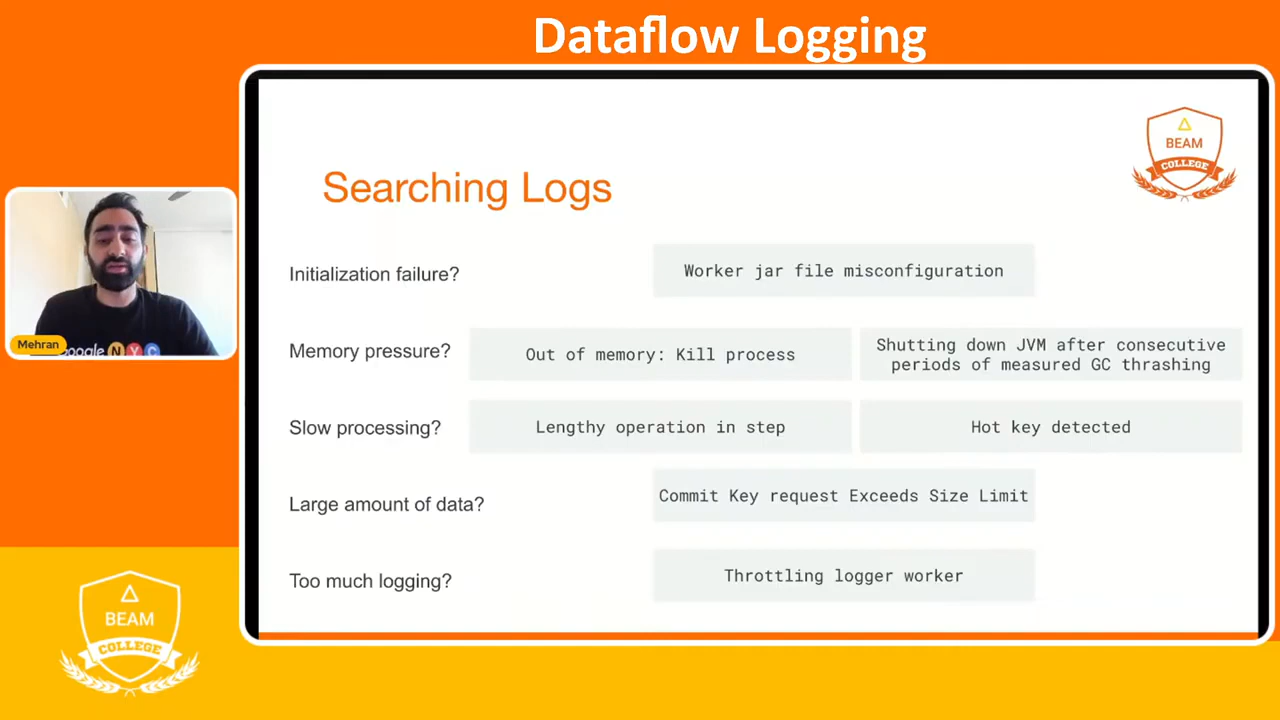 Dataflow Logging
BEAM
COLLEGE
Searching Logs
Initialization failure?
Worker jar file misconfiguration
Memory pressure?
Out of memory: Kill process
Shutting down JVM after consecutive
periods of measured GC thrashing
Slow processing?
Lengthy operation in step
Hot key detected
Large amount of data?
Commit Key request Exceeds Size Limit
Too much logging?
Throttling logger worker
Mehran
oogle NYC
BEAM
COLLEGE